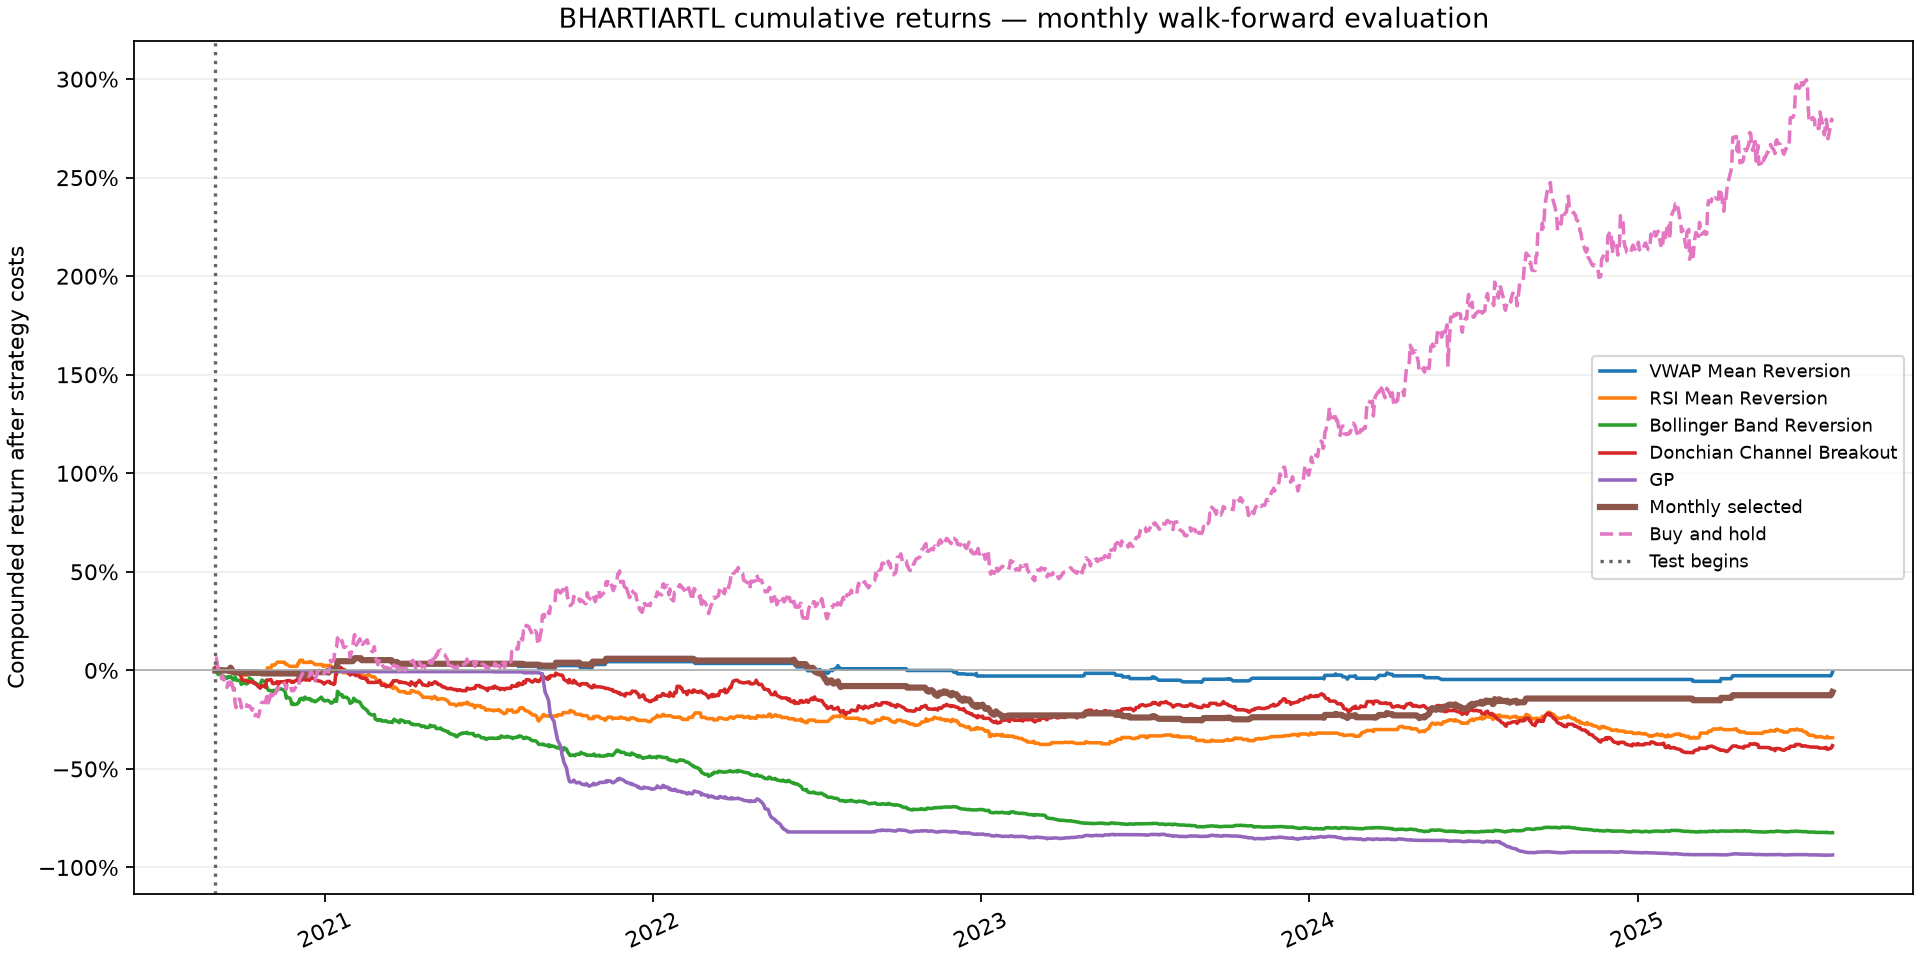 BHARTIARTL cumulative returns — monthly walk-forward evaluation
Compounded return after strategy costs
300%
250%
200%
150%
100%
50%
0%
−50%
−100%
2021
2022
2023
2024
2025
VWAP Mean Reversion
RSI Mean Reversion
Bollinger Band Reversion
Donchian Channel Breakout
GP
Monthly selected
Buy and hold
Test begins